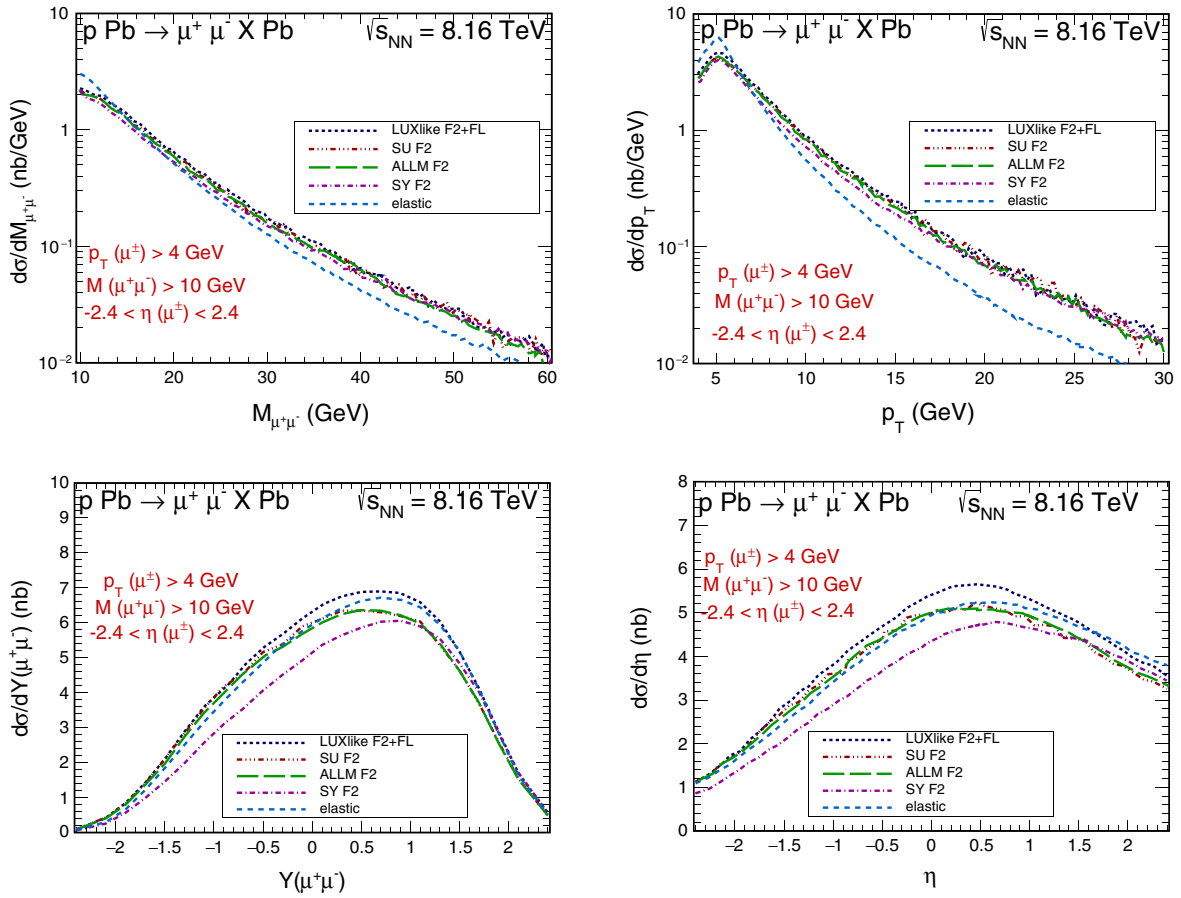 p Pb → μ⁺ μ⁻ X Pb √s_NN = 8.16 TeV
dσ/dM_μ⁺μ⁻ (nb/GeV)
10
1
10⁻¹
10⁻²
LUXlike F2+FL
SU F2
ALLM F2
SY F2
elastic
p_T (μ^±) > 4 GeV
M (μ⁺μ⁻) > 10 GeV
-2.4 < η (μ^±) < 2.4
10 20 30 40 50 60
M_μ⁺μ⁻ (GeV)
p Pb → μ⁺ μ⁻ X Pb √s_NN = 8.16 TeV
dσ/dp_T (nb/GeV)
10
1
10⁻¹
10⁻²
LUXlike F2+FL
SU F2
ALLM F2
SY F2
elastic
p_T (μ^±) > 4 GeV
M (μ⁺μ⁻) > 10 GeV
-2.4 < η (μ^±) < 2.4
5 10 15 20 25 30
p_T (GeV)
p Pb → μ⁺ μ⁻ X Pb √s_NN = 8.16 TeV
dσ/dY(μ⁺μ⁻) (nb)
10
9
8
7
6
5
4
3
2
1
0
p_T (μ^±) > 4 GeV
M (μ⁺μ⁻) > 10 GeV
-2.4 < η (μ^±) < 2.4
LUXlike F2+FL
SU F2
ALLM F2
SY F2
elastic
−2 −1.5 −1 −0.5 0 0.5 1 1.5 2
Y(μ⁺μ⁻)
p Pb → μ⁺ μ⁻ X Pb √s_NN = 8.16 TeV
dσ/dη (nb)
8
7
6
5
4
3
2
1
0
p_T (μ^±) > 4 GeV
M (μ⁺μ⁻) > 10 GeV
-2.4 < η (μ^±) < 2.4
LUXlike F2+FL
SU F2
ALLM F2
SY F2
elastic
−2 −1.5 −1 −0.5 0 0.5 1 1.5 2
η